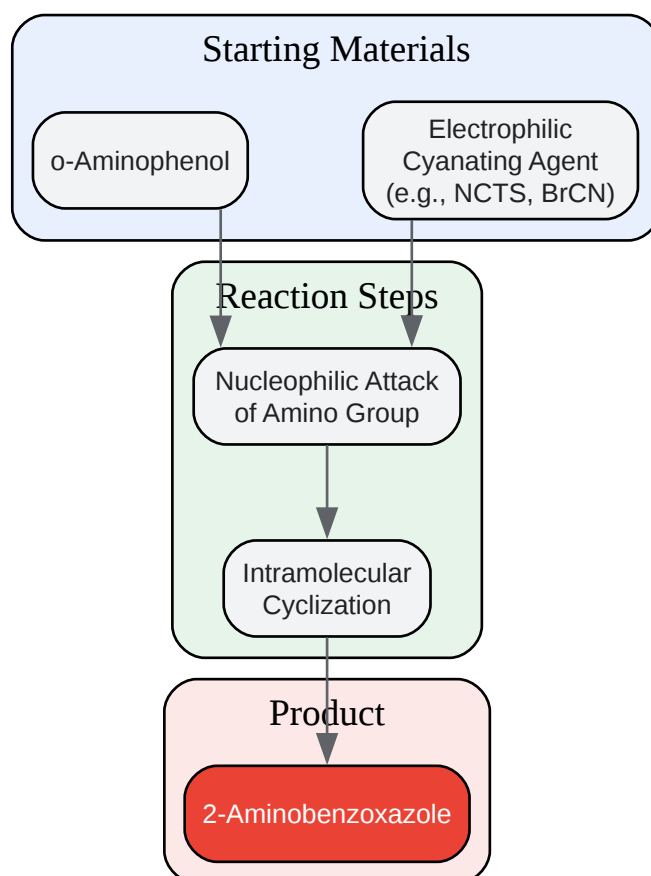 Starting Materials
o-Aminophenol
Electrophilic
Cyanating Agent
(e.g., NCTS, BrCN)
Reaction Steps
Nucleophilic Attack
of Amino Group
Intramolecular
Cyclization
Product
2-Aminobenzoxazole